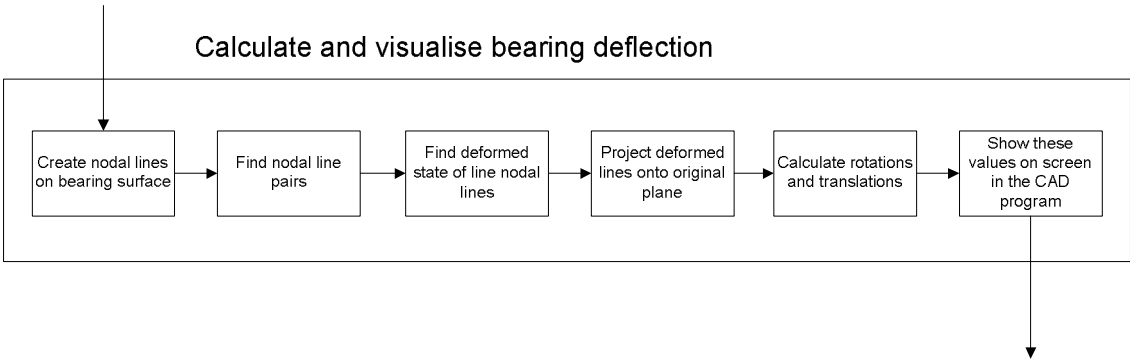 Calculate and visualise bearing deflection
Create nodal lines
on bearing surface
Find nodal line
pairs
Find deformed
state of line nodal
lines
Project deformed
lines onto original
plane
Calculate rotations
and translations
Show these
values on screen
in the CAD
program